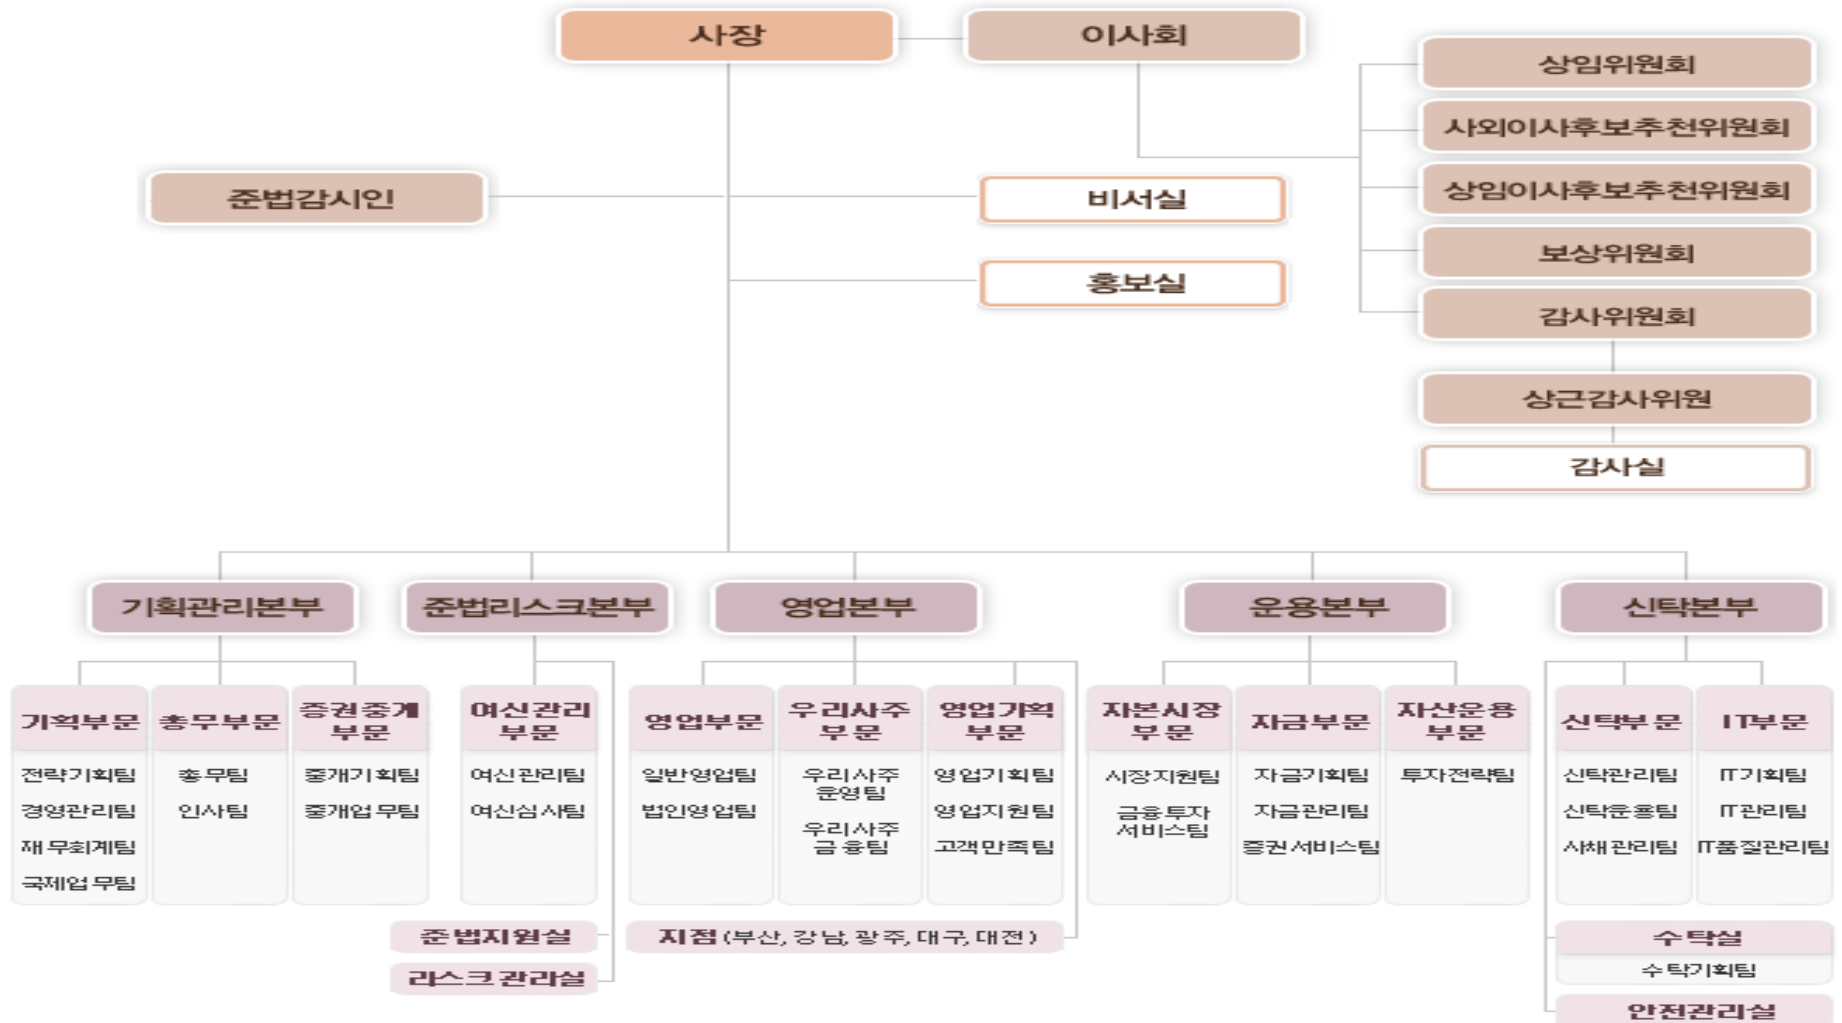 사장
이사회
상임위원회
사외이사후보추천위원회
상임이사후보추천위원회
보상위원회
감사위원회
상근감사위원
감사실
준법감시인
비서실
홍보실
기획관리본부
준법리스크본부
영업본부
운용본부
신탁본부
기획부문
전략기획팀
경영관리팀
재무회계팀
국제업무팀
총무부문
총무팀
인사팀
증권중개
부문
중개기획팀
중개업무팀
여신관리
부문
여신관리팀
여신심사팀
준법지원실
리스크관리실
영업부문
일반영업팀
법인영업팀
우리사주
부문
우리사주
운영팀
우리사주
금융팀
영업기획
부문
영업기획팀
영업지원팀
고객만족팀
지점 (부산, 강남, 광주, 대구, 대전)
자본시장
부문
시장지원팀
금융투자
서비스팀
자금부문
자금기획팀
자금관리팀
증권서비스팀
자산운용
부문
투자전략팀
신탁부문
신탁관리팀
신탁운용팀
사채관리팀
IT부문
IT기획팀
IT관리팀
IT품질관리팀
수탁실
수탁기획팀
안전관리실